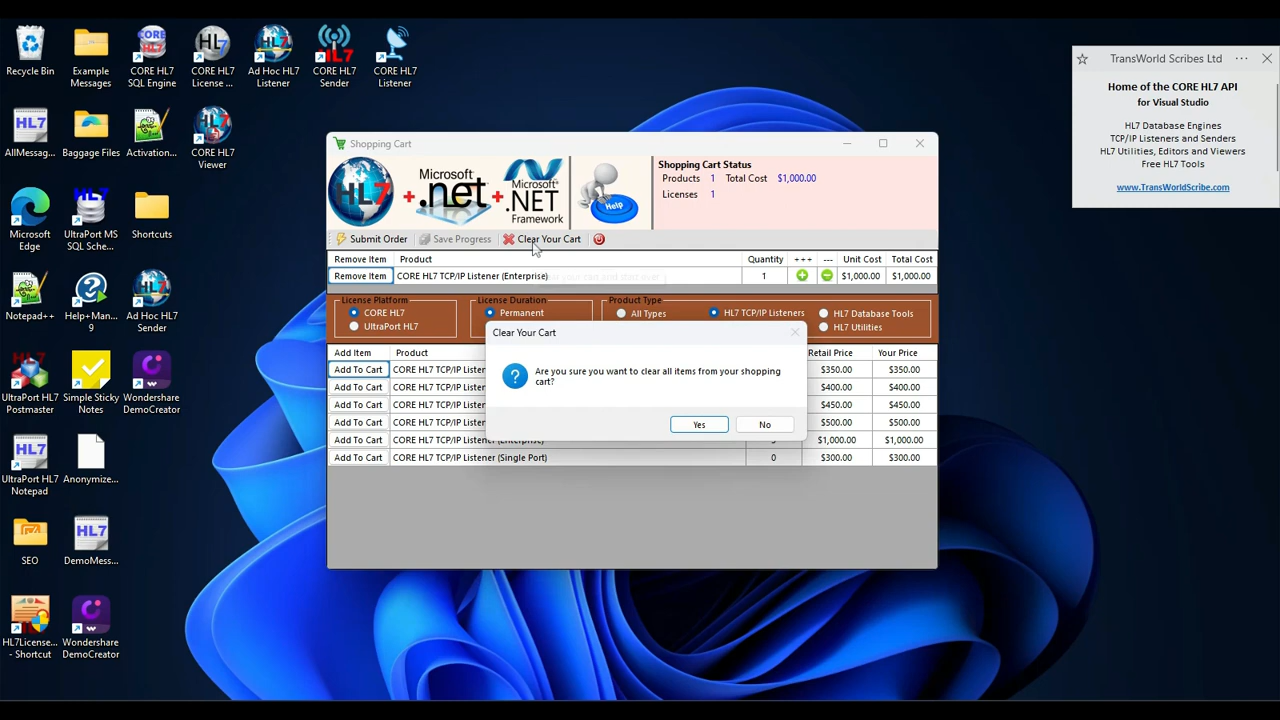 Recycle Bin
Example
Messages
CORE HL7
SQL Engine
CORE HL7
License ...
Ad Hoc HL7
Listener
CORE HL7
Sender
CORE HL7
Listener
AllMessag...
Baggage Files
Activation...
CORE HL7
Viewer
Microsoft
Edge
UltraPort MS
SQL Sche...
Shortcuts
Notepad++
Help+Man...
9
Ad Hoc HL7
Sender
UltraPort HL7
Postmaster
Simple Sticky
Notes
Wondershare
DemoCreator
UltraPort HL7
Notepad
Anonymize...
SEO
DemoMess...
HL7License...
- Shortcut
Wondershare
DemoCreator
TransWorld Scribes Ltd
Home of the CORE HL7 API
for Visual Studio
HL7 Database Engines
TCP/IP Listeners and Senders
HL7 Utilities, Editors and Viewers
Free HL7 Tools
www.TransWorldScribe.com
Shopping Cart
HL7 + Microsoft .net + Microsoft .NET Framework
Help
Shopping Cart Status
Products 1 Total Cost $1,000.00
Licenses 1
Submit Order Save Progress Clear Your Cart
Remove Item Product Quantity +++ --- Unit Cost Total Cost
Remove Item CORE HL7 TCP/IP Listener (Enterprise) 1 $1,000.00 $1,000.00
License Platform License Duration Product Type
CORE HL7 Permanent All Types HL7 TCP/IP Listeners HL7 Database Tools
UltraPort HL7 HL7 Utilities
Clear Your Cart
Are you sure you want to clear all items from your shopping
cart?
Yes No
Add Item Product Retail Price Your Price
Add To Cart CORE HL7 TCP/IP Listen $350.00 $350.00
Add To Cart CORE HL7 TCP/IP Listen $400.00 $400.00
Add To Cart CORE HL7 TCP/IP Listen $450.00 $450.00
Add To Cart CORE HL7 TCP/IP Listen $500.00 $500.00
Add To Cart CORE HL7 TCP/IP Listener (Enterprise) $1,000.00 $1,000.00
Add To Cart CORE HL7 TCP/IP Listener (Single Port) 0 $300.00 $300.00